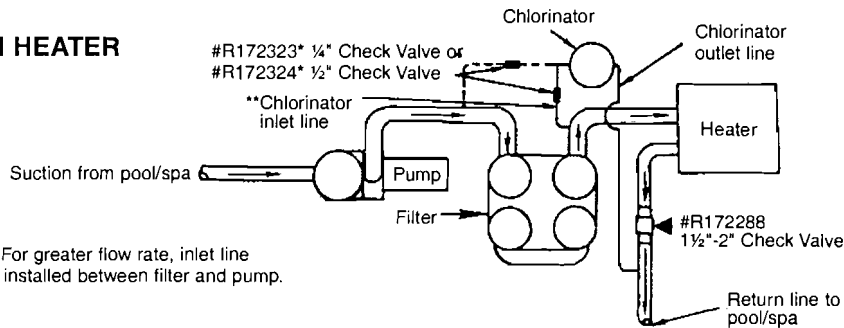 HEATER
Chlorinator
#R172323* ¼" Check Valve or
#R172324* ½" Check Valve
Chlorinator
outlet line
**Chlorinator
inlet line
Heater
Suction from pool/spa
Pump
Filter
#R172288
1½"-2" Check Valve
For greater flow rate, inlet line
installed between filter and pump.
Return line to
pool/spa